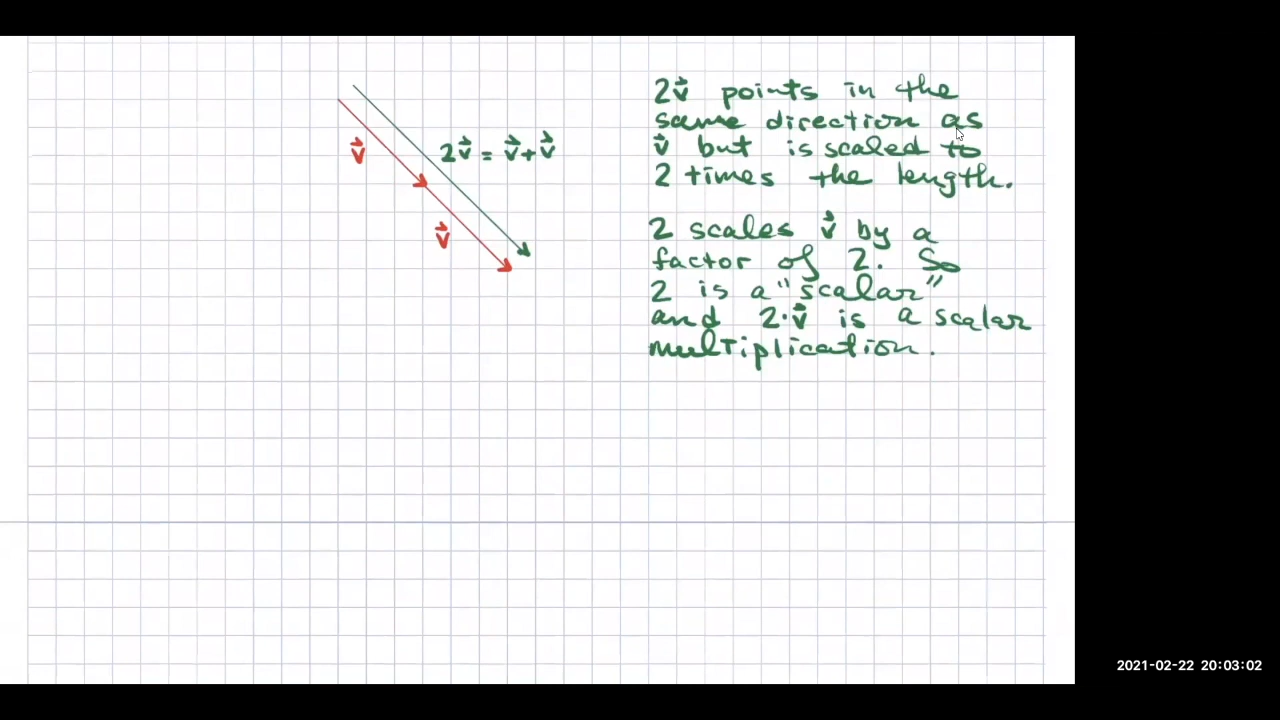 2v⃗ points in the
same direction as
v⃗ but is scaled to
2 times the length.
v⃗
2v⃗ = v⃗ + v⃗
v⃗
2 scales v⃗ by a
factor of 2. So
2 is a "scalar"
and 2·v⃗ is a scalar
multiplication.
2021-02-22 20:03:02